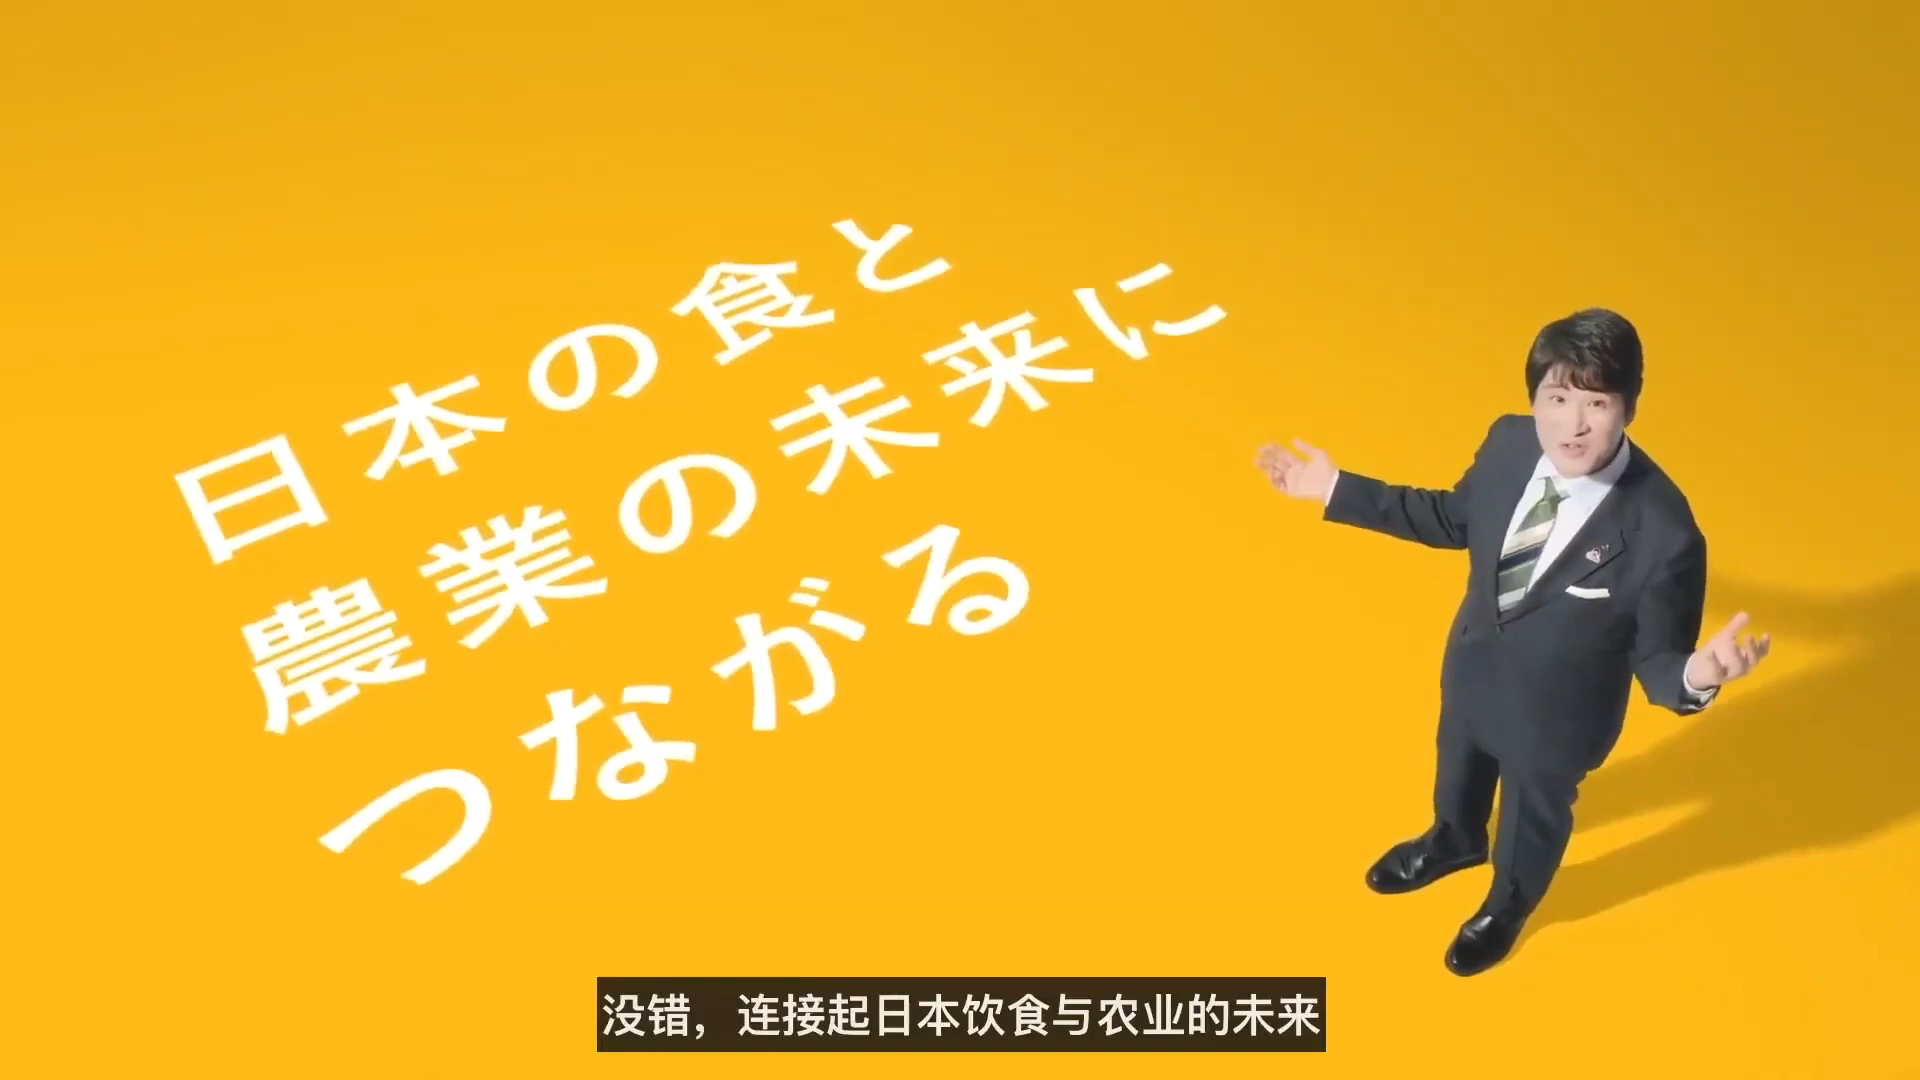 日本の食と
農業の未来に
つながる
没错，连接起日本饮食与农业的未来